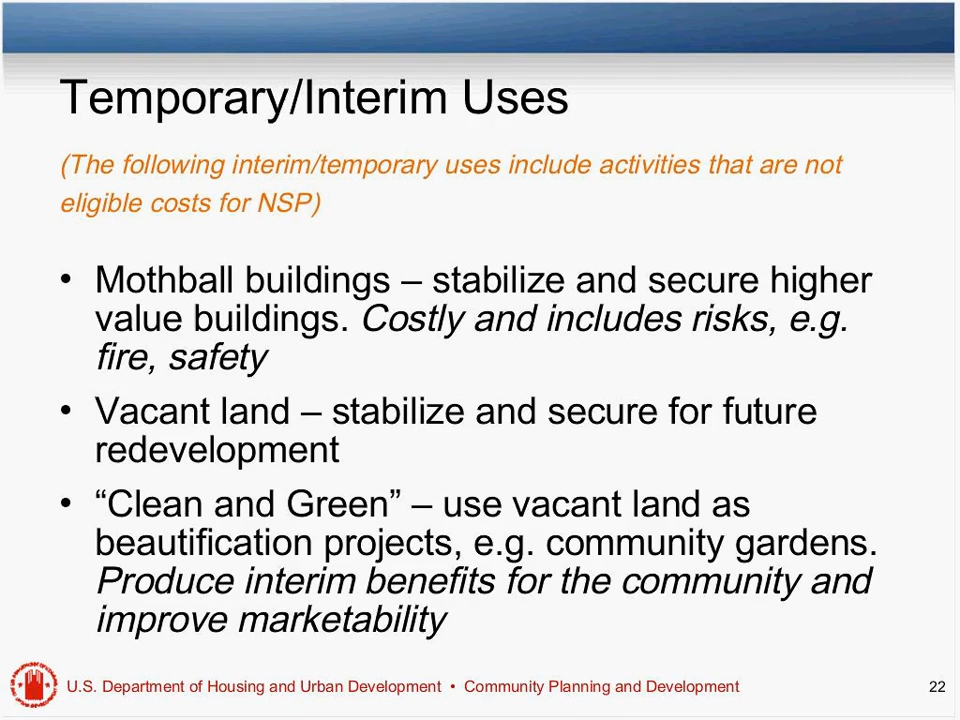 Temporary/Interim Uses
(The following interim/temporary uses include activities that are not
eligible costs for NSP)
• Mothball buildings – stabilize and secure higher
value buildings. Costly and includes risks, e.g.
fire, safety
• Vacant land – stabilize and secure for future
redevelopment
• “Clean and Green” – use vacant land as
beautification projects, e.g. community gardens.
Produce interim benefits for the community and
improve marketability
U.S. Department of Housing and Urban Development • Community Planning and Development 22